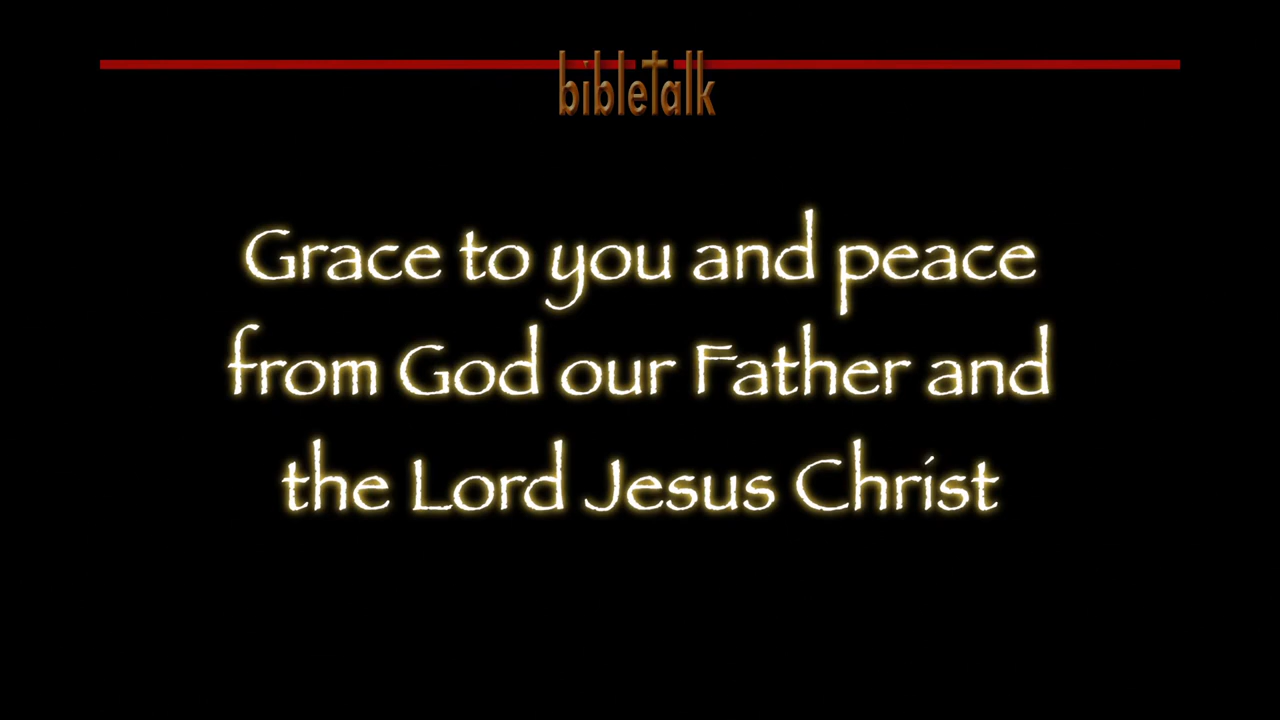 bibleTalk
Grace to you and peace
from God our Father and
the Lord Jesus Christ